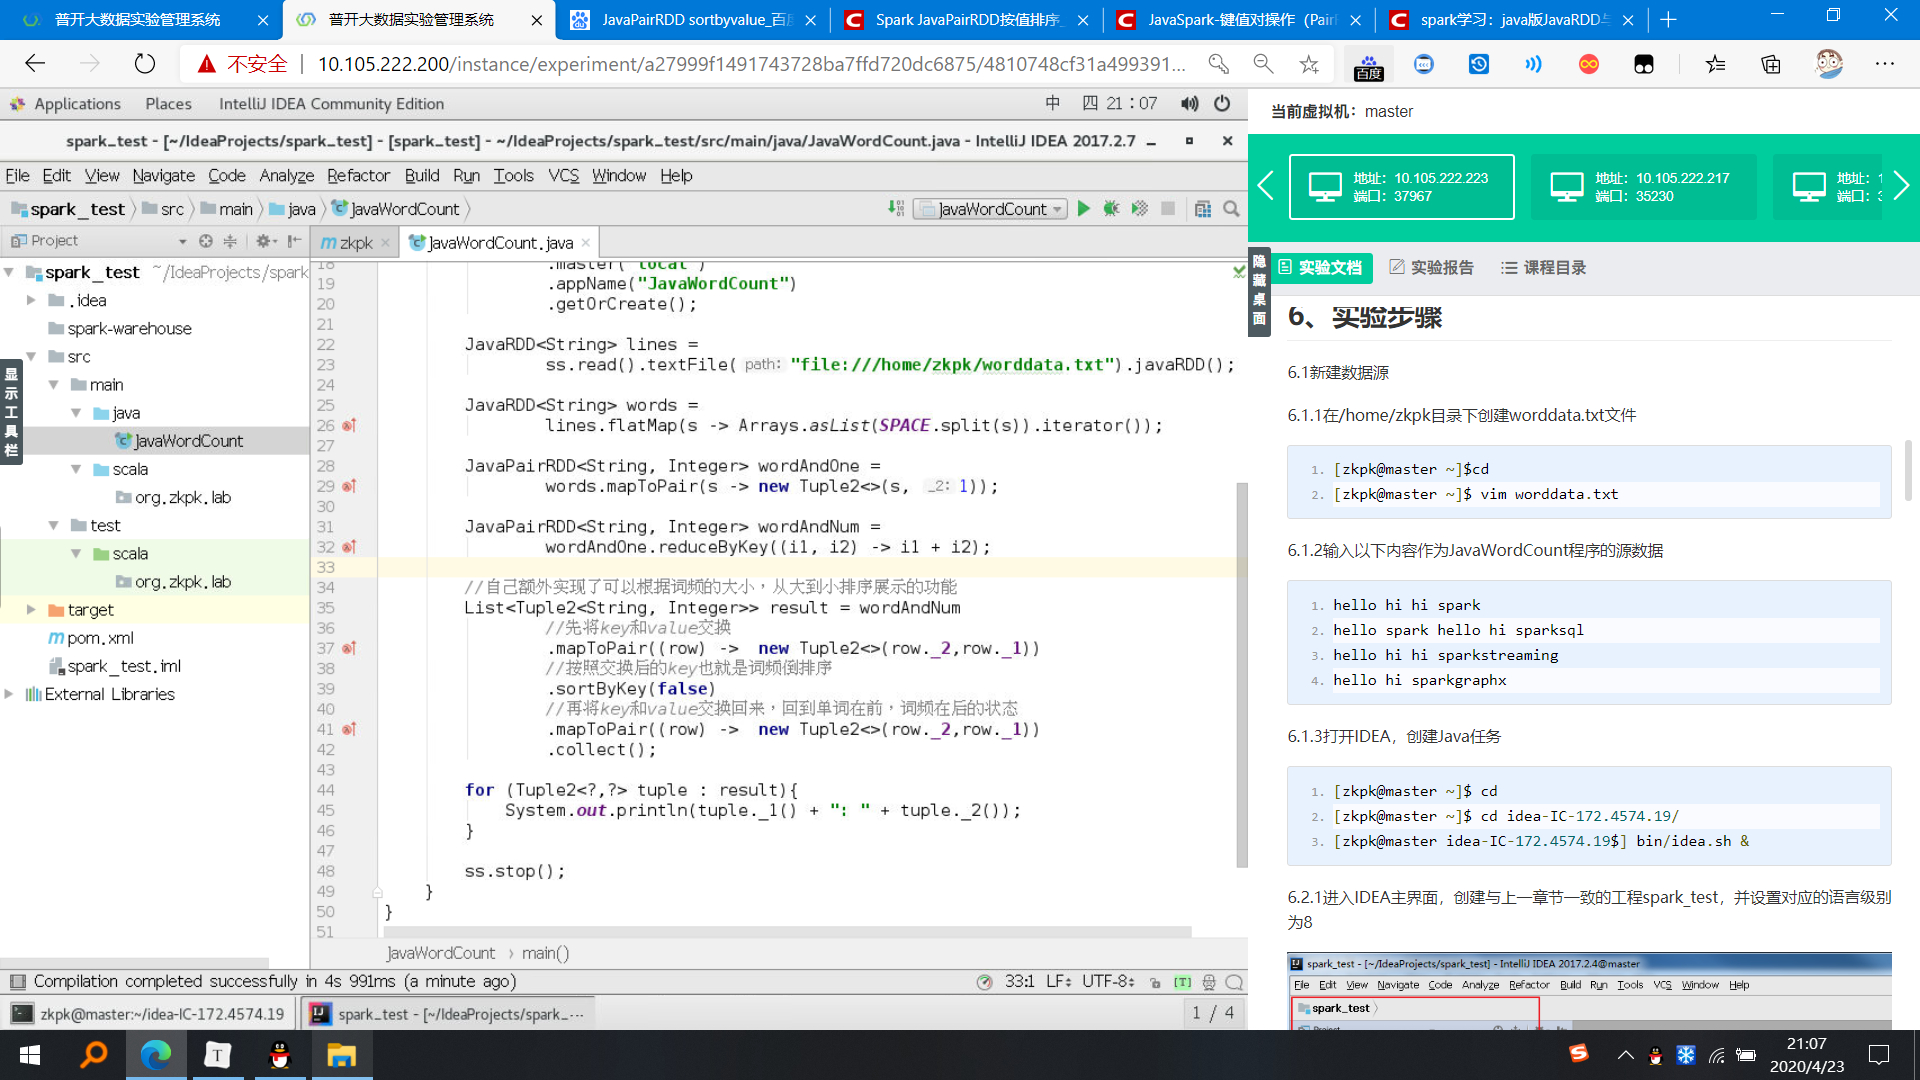 普开大数据实验管理系统
普开大数据实验管理系统
JavaPairRDD sortbyvalue_百
Spark JavaPairRDD按值排序_
JavaSpark-键值对操作（Pair
spark学习：java版JavaRDD与
不安全 | 10.105.222.200/instance/experiment/a27999f1491743728ba7ffd720dc6875/4810748cf31a499391...
百度
Applications Places IntelliJ IDEA Community Edition 中 四 21：07
spark_test - [~/IdeaProjects/spark_test] - [spark_test] - ~/IdeaProjects/spark_test/src/main/java/JavaWordCount.java - IntelliJ IDEA 2017.2.7
File Edit View Navigate Code Analyze Refactor Build Run Tools VCS Window Help
spark_test src main java JavaWordCount JavaWordCount
Project
zkpk JavaWordCount.java
spark_test ~/IdeaProjects/spark
.idea
spark-warehouse
src
main
java
JavaWordCount
scala
org.zkpk.lab
test
scala
org.zkpk.lab
target
pom.xml
spark_test.iml
External Libraries
显示工具栏
18 .master("local")
19 .appName("JavaWordCount")
20 .getOrCreate();
21
22 JavaRDD<String> lines =
23 ss.read().textFile( path: "file:///home/zkpk/worddata.txt").javaRDD();
24
25 JavaRDD<String> words =
26 lines.flatMap(s -> Arrays.asList(SPACE.split(s)).iterator());
27
28 JavaPairRDD<String, Integer> wordAndOne =
29 words.mapToPair(s -> new Tuple2<>(s, _2: 1));
30
31 JavaPairRDD<String, Integer> wordAndNum =
32 wordAndOne.reduceByKey((i1, i2) -> i1 + i2);
33
34 //自己额外实现了可以根据词频的大小，从大到小排序展示的功能
35 List<Tuple2<String, Integer>> result = wordAndNum
36 //先将key和value交换
37 .mapToPair((row) -> new Tuple2<>(row._2,row._1))
38 //按照交换后的key也就是词频倒排序
39 .sortByKey(false)
40 //再将key和value交换回来，回到单词在前，词频在后的状态
41 .mapToPair((row) -> new Tuple2<>(row._2,row._1))
42 .collect();
43
44 for (Tuple2<?,?> tuple : result){
45 System.out.println(tuple._1() + ": " + tuple._2());
46 }
47
48 ss.stop();
49 }
50 }
51
JavaWordCount › main()
Compilation completed successfully in 4s 991ms (a minute ago) 33:1 LF UTF-8 [T]
zkpk@master:~/idea-IC-172.4574.19 spark_test - [~/IdeaProjects/spark_... 1 / 4
当前虚拟机：master
地址：10.105.222.223
端口：37967
地址：10.105.222.217
端口：35230
地址：1
端口：3
隐藏桌面
实验文档 实验报告 课程目录
6、实验步骤
6.1新建数据源
6.1.1在/home/zkpk目录下创建worddata.txt文件
1. [zkpk@master ~]$cd
2. [zkpk@master ~]$ vim worddata.txt
6.1.2输入以下内容作为JavaWordCount程序的源数据
1. hello hi hi spark
2. hello spark hello hi sparksql
3. hello hi hi sparkstreaming
4. hello hi sparkgraphx
6.1.3打开IDEA，创建Java任务
1. [zkpk@master ~]$ cd
2. [zkpk@master ~]$ cd idea-IC-172.4574.19/
3. [zkpk@master idea-IC-172.4574.19$] bin/idea.sh &
6.2.1进入IDEA主界面，创建与上一章节一致的工程spark_test，并设置对应的语言级别
为8
spark_test - [~/IdeaProjects/spark_test] - IntelliJ IDEA 2017.2.4@master
File Edit View Navigate Code Analyze Refactor Build Run Tools VCS Window Help
spark_test
Project
21:07
2020/4/23